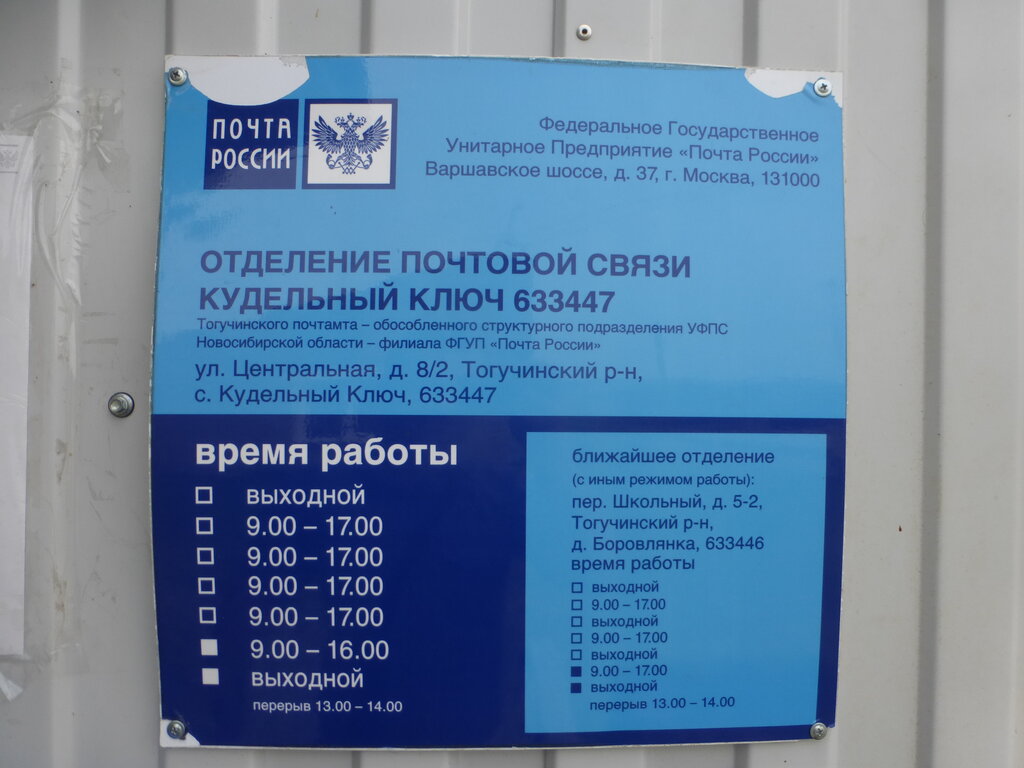 ПОЧТА
РОССИИ
Федеральное Государственное
Унитарное Предприятие «Почта России»
Варшавское шоссе, д. 37, г. Москва, 131000
ОТДЕЛЕНИЕ ПОЧТОВОЙ СВЯЗИ
КУДЕЛЬНЫЙ КЛЮЧ 633447
Тогучинского почтамта – обособленного структурного подразделения УФПС
Новосибирской области – филиала ФГУП «Почта России»
ул. Центральная, д. 8/2, Тогучинский р-н,
с. Кудельный Ключ, 633447
время работы
выходной
9.00 – 17.00
9.00 – 17.00
9.00 – 17.00
9.00 – 17.00
9.00 – 16.00
выходной
перерыв 13.00 – 14.00
ближайшее отделение
(с иным режимом работы):
пер. Школьный, д. 5-2,
Тогучинский р-н,
д. Боровлянка, 633446
время работы
выходной
9.00 – 17.00
выходной
9.00 – 17.00
выходной
9.00 – 17.00
выходной
перерыв 13.00 – 14.00